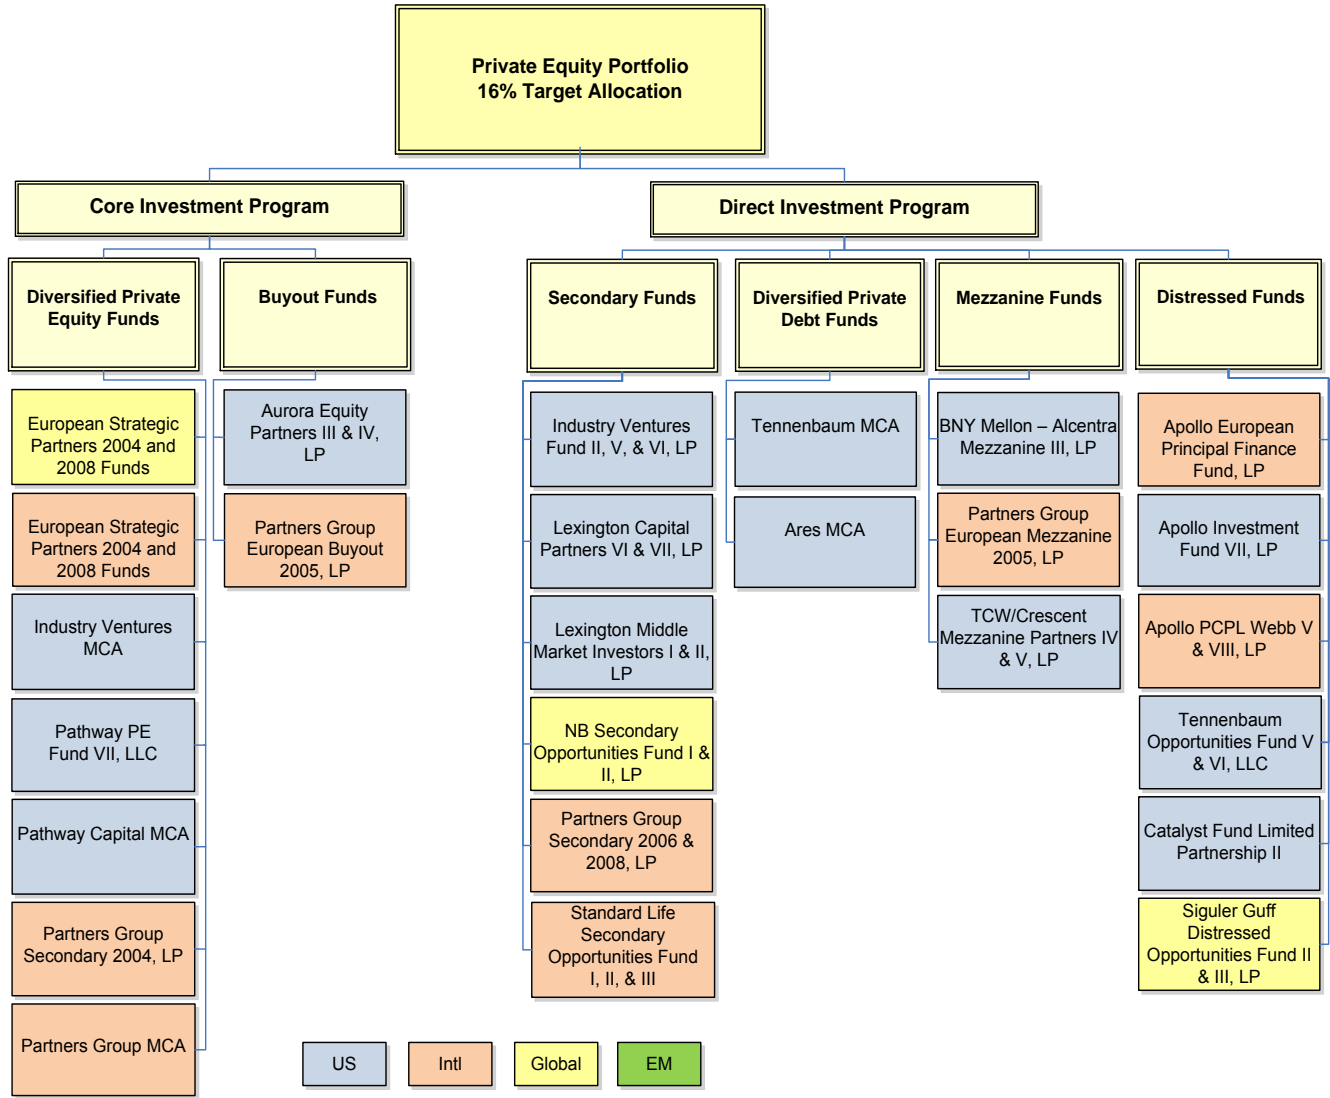 Private Equity Portfolio
16% Target Allocation
Core Investment Program
Direct Investment Program
Diversified Private
Equity Funds
Buyout Funds
Secondary Funds
Diversified Private
Debt Funds
Mezzanine Funds
Distressed Funds
European Strategic
Partners 2004 and
2008 Funds
European Strategic
Partners 2004 and
2008 Funds
Industry Ventures
MCA
Pathway PE
Fund VII, LLC
Pathway Capital MCA
Partners Group
Secondary 2004, LP
Partners Group MCA
Aurora Equity
Partners III & IV,
LP
Partners Group
European Buyout
2005, LP
Industry Ventures
Fund II, V, & VI, LP
Lexington Capital
Partners VI & VII, LP
Lexington Middle
Market Investors I & II,
LP
NB Secondary
Opportunities Fund I &
II, LP
Partners Group
Secondary 2006 &
2008, LP
Standard Life
Secondary
Opportunities Fund
I, II, & III
Tennenbaum MCA
Ares MCA
BNY Mellon – Alcentra
Mezzanine III, LP
Partners Group
European Mezzanine
2005, LP
TCW/Crescent
Mezzanine Partners IV
& V, LP
Apollo European
Principal Finance
Fund, LP
Apollo Investment
Fund VII, LP
Apollo PCPL Webb V
& VIII, LP
Tennenbaum
Opportunities Fund V
& VI, LLC
Catalyst Fund Limited
Partnership II
Siguler Guff
Distressed
Opportunities Fund II
& III, LP
US
Intl
Global
EM